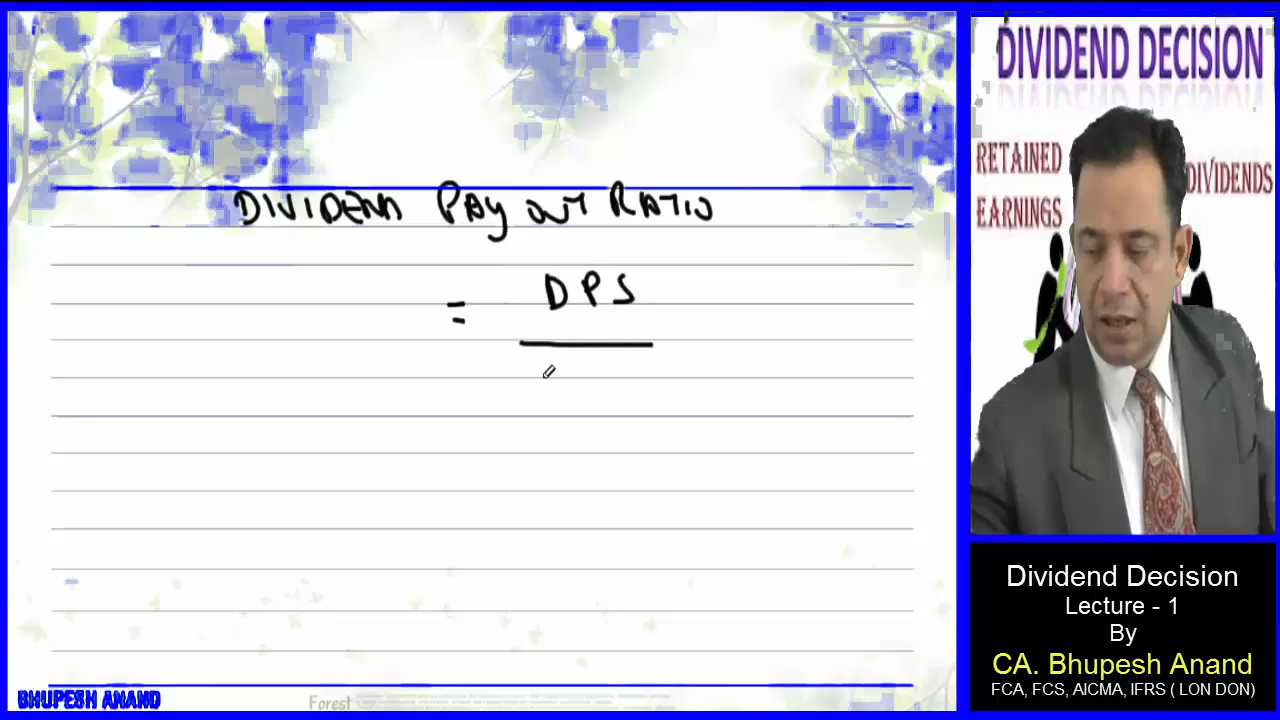 DIVIDEND PAY OUT RATIO
= DPS
BHUPESH ANAND
Forest
DIVIDEND DECISION
RETAINED
EARNINGS
DIVIDENDS
Dividend Decision
Lecture - 1
By
CA. Bhupesh Anand
FCA, FCS, AICMA, IFRS ( LON DON)